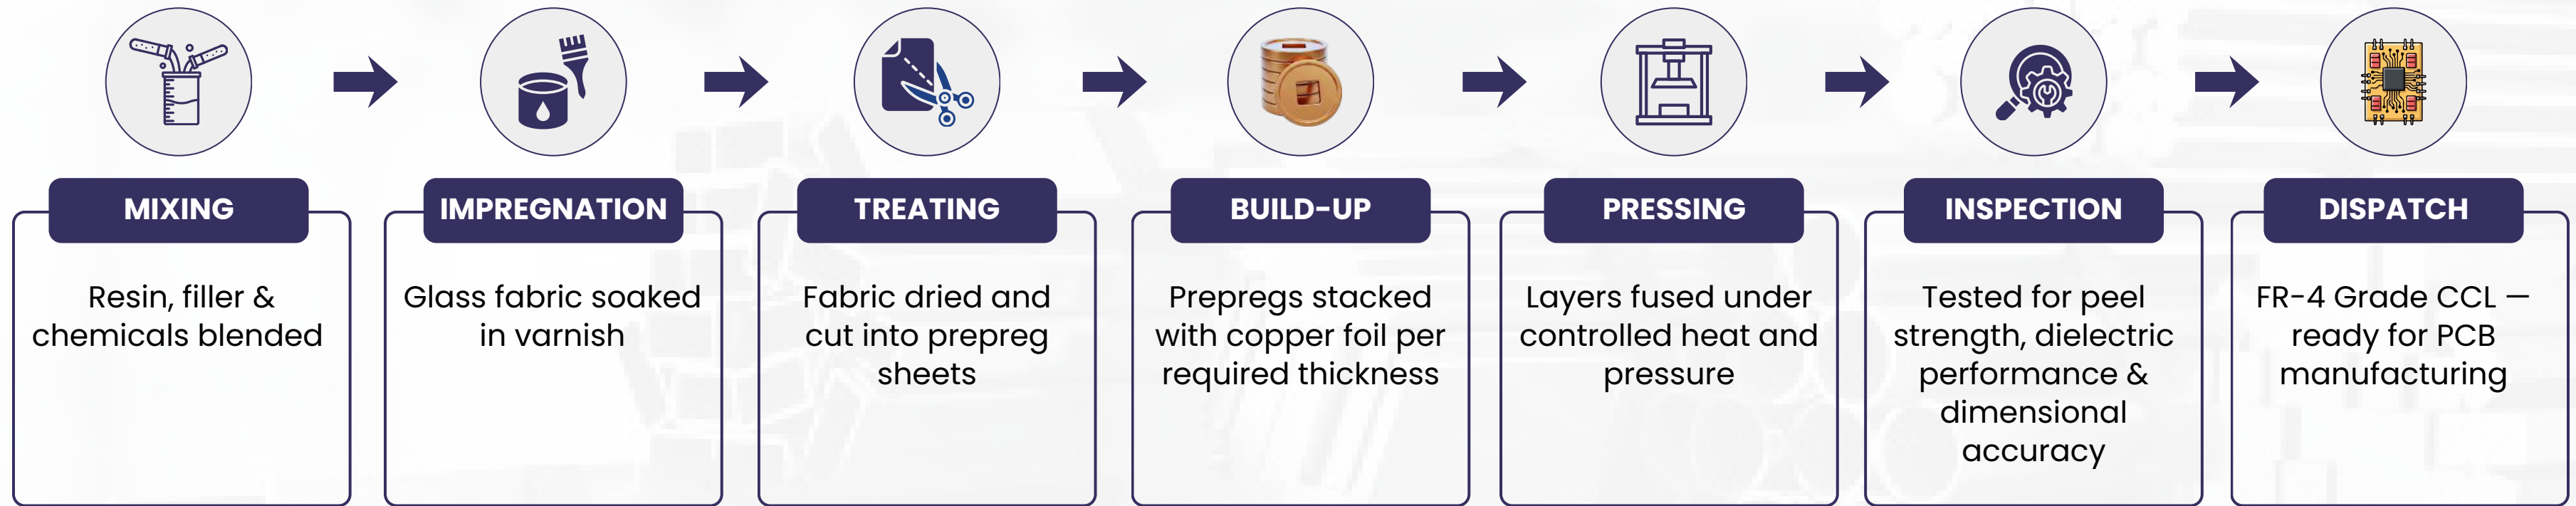 MIXING
Resin, filler &
chemicals blended
IMPREGNATION
Glass fabric soaked
in varnish
TREATING
Fabric dried and
cut into prepreg
sheets
BUILD-UP
Prepregs stacked
with copper foil per
required thickness
PRESSING
Layers fused under
controlled heat and
pressure
INSPECTION
Tested for peel
strength, dielectric
performance &
dimensional
accuracy
DISPATCH
FR-4 Grade CCL —
ready for PCB
manufacturing